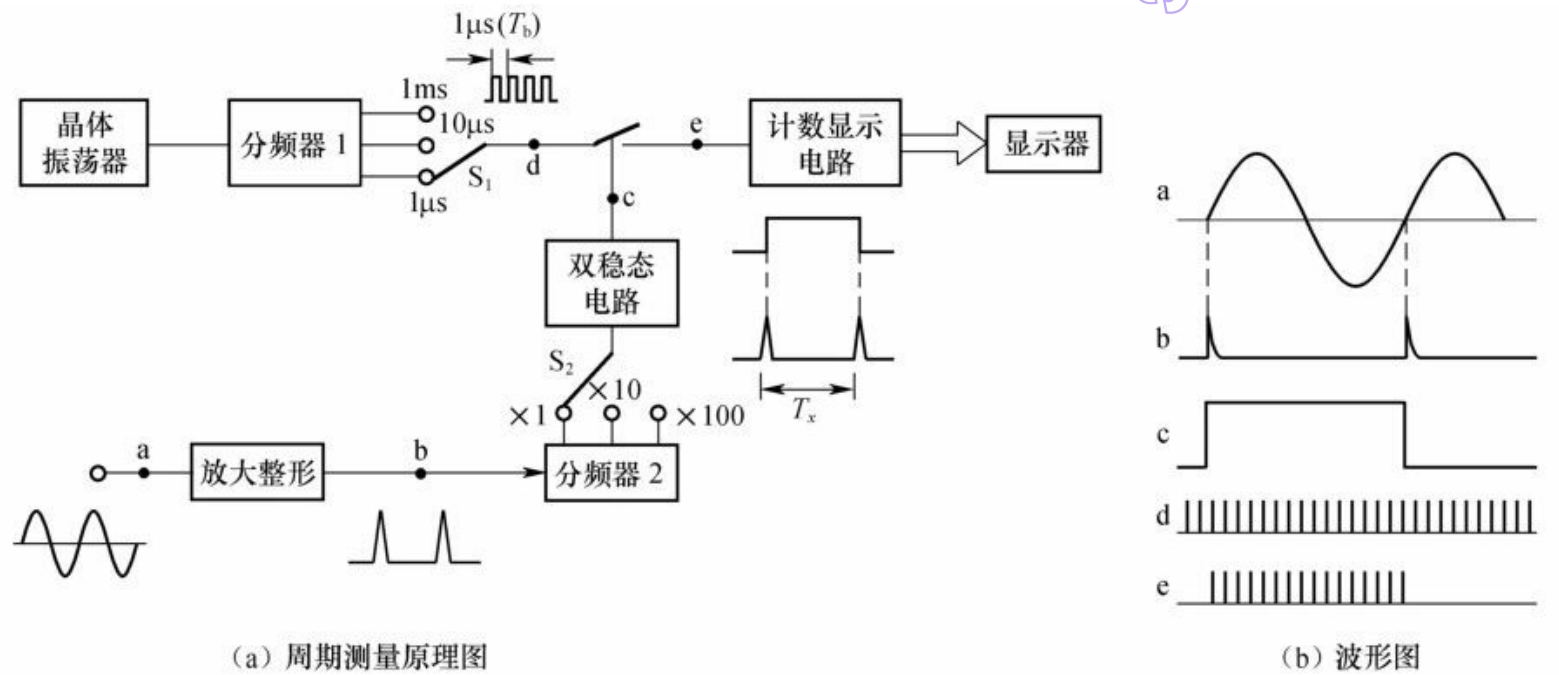 1μs(T_b)
1ms
10μs
1μs
晶体
振荡器
分频器 1
S₁
d
e
计数显示
电路
显示器
c
双稳态
电路
S₂
×1
×10
×100
T_x
a
放大整形
b
分频器 2
(a) 周期测量原理图
a
b
c
d
e
(b) 波形图